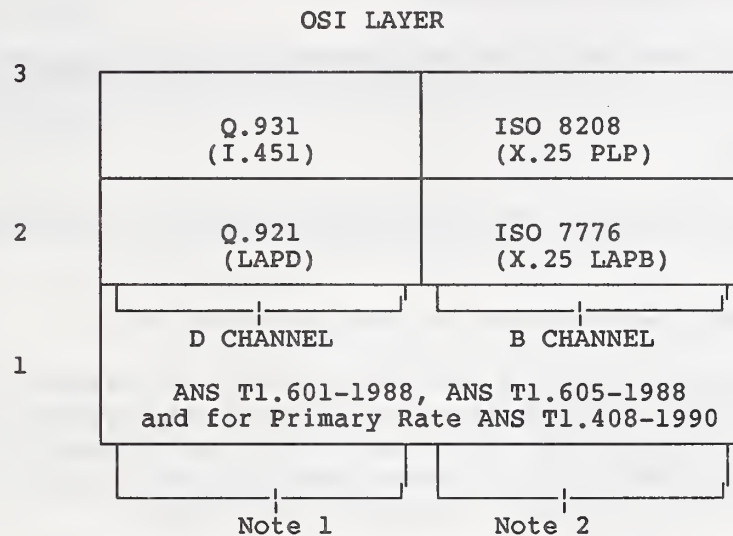 OSI LAYER
3
Q.931
(I.451)
ISO 8208
(X.25 PLP)
2
Q.921
(LAPD)
ISO 7776
(X.25 LAPB)
D CHANNEL
B CHANNEL
1
ANS T1.601-1988, ANS T1.605-1988
and for Primary Rate ANS T1.408-1990
Note 1
Note 2